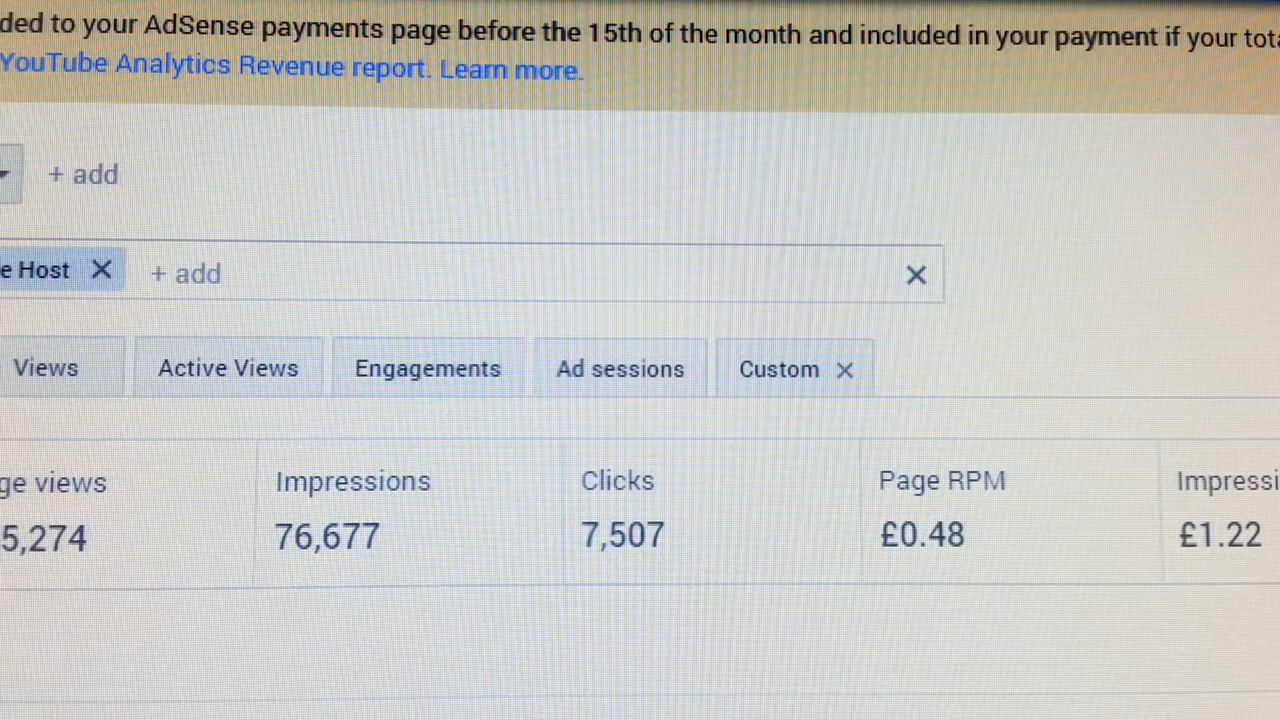 ded to your AdSense payments page before the 15th of the month and included in your payment if your tota
YouTube Analytics Revenue report. Learn more.
+ add
e Host ✕ + add ✕
Views Active Views Engagements Ad sessions Custom ✕
ge views Impressions Clicks Page RPM Impressi
5,274 76,677 7,507 £0.48 £1.22